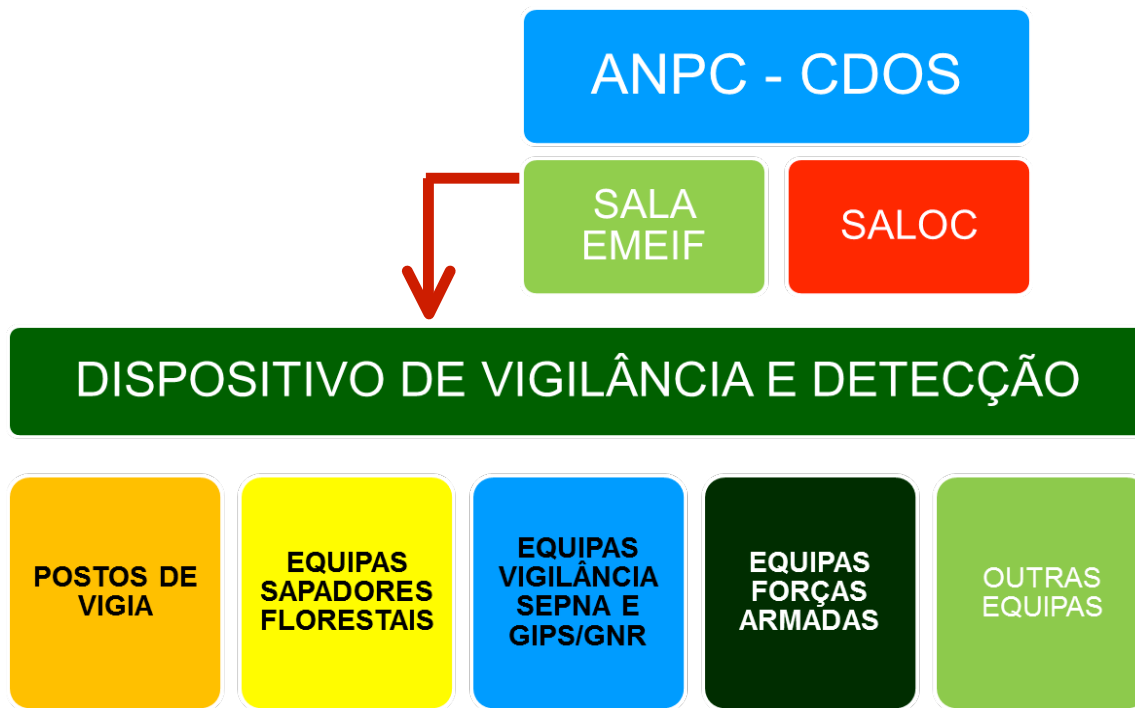 ANPC - CDOS
SALA
EMEIF
SALOC
DISPOSITIVO DE VIGILÂNCIA E DETECÇÃO
POSTOS DE
VIGIA
EQUIPAS
SAPADORES
FLORESTAIS
EQUIPAS
VIGILÂNCIA
SEPNA E
GIPS/GNR
EQUIPAS
FORÇAS
ARMADAS
OUTRAS
EQUIPAS